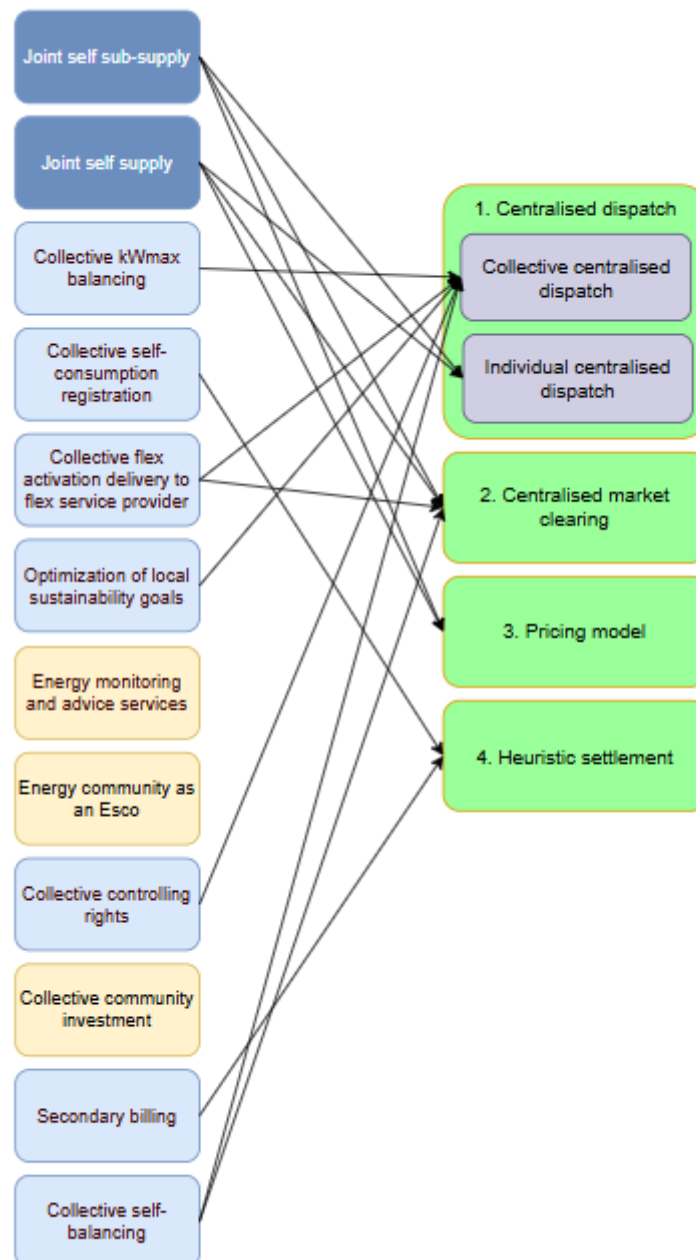 Joint self sub-supply
Joint self supply
Collective kWmax
balancing
Collective self-
consumption
registration
Collective flex
activation delivery to
flex service provider
Optimization of local
sustainability goals
Energy monitoring
and advice services
Energy community as
an Esco
Collective controlling
rights
Collective community
investment
Secondary billing
Collective self-
balancing
1. Centralised dispatch
Collective centralised
dispatch
Individual centralised
dispatch
2. Centralised market
clearing
3. Pricing model
4. Heuristic settlement